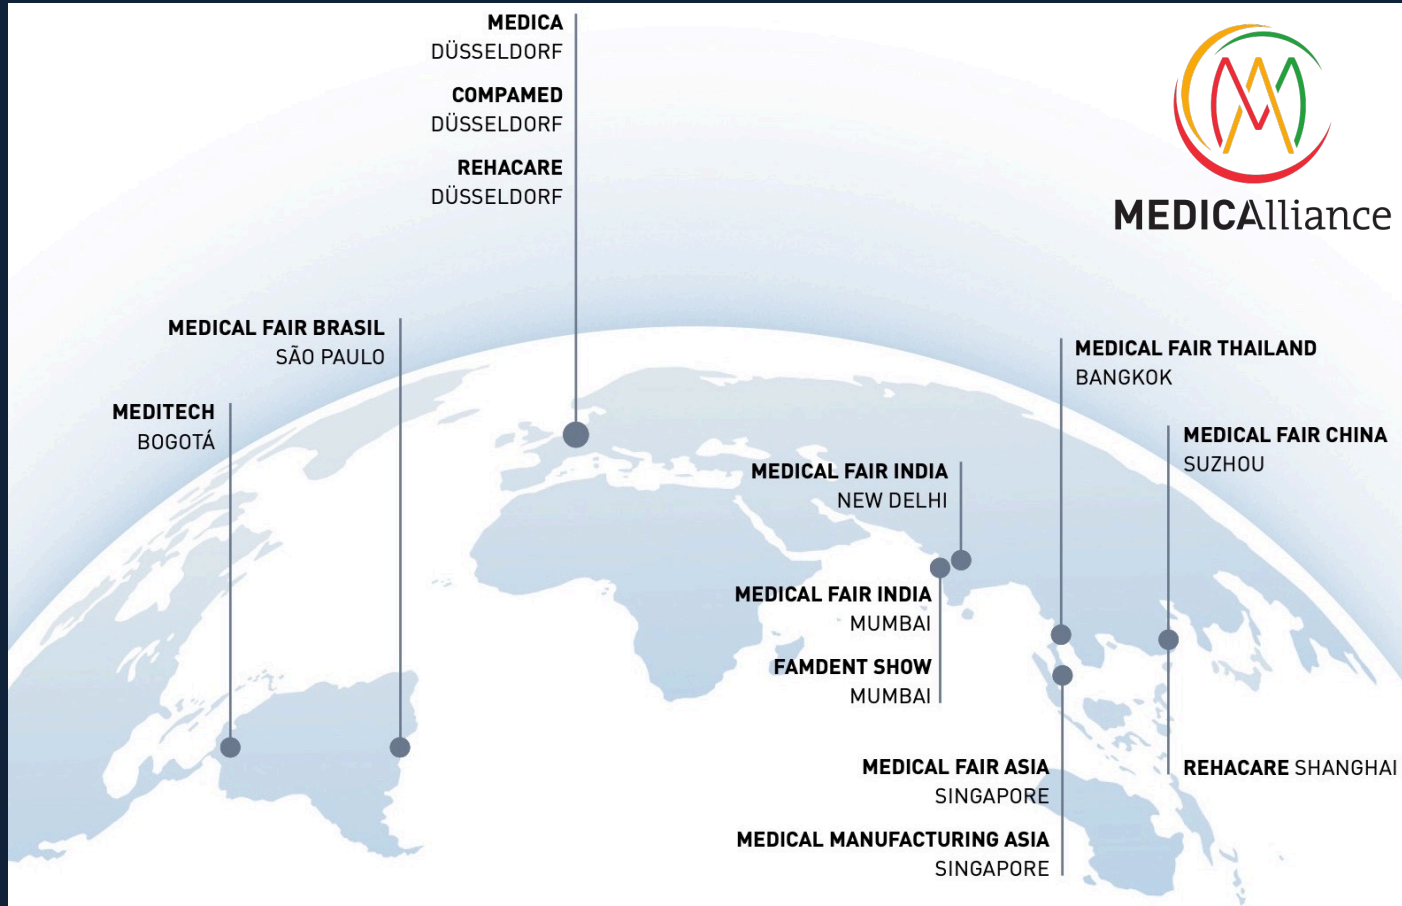 MEDICA
DÜSSELDORF
COMPAMED
DÜSSELDORF
REHACARE
DÜSSELDORF
MEDICAlliance
MEDICAL FAIR BRASIL
SÃO PAULO
MEDITECH
BOGOTÁ
MEDICAL FAIR THAILAND
BANGKOK
MEDICAL FAIR CHINA
SUZHOU
MEDICAL FAIR INDIA
NEW DELHI
MEDICAL FAIR INDIA
MUMBAI
FAMDENT SHOW
MUMBAI
MEDICAL FAIR ASIA
SINGAPORE
REHACARE SHANGHAI
MEDICAL MANUFACTURING ASIA
SINGAPORE